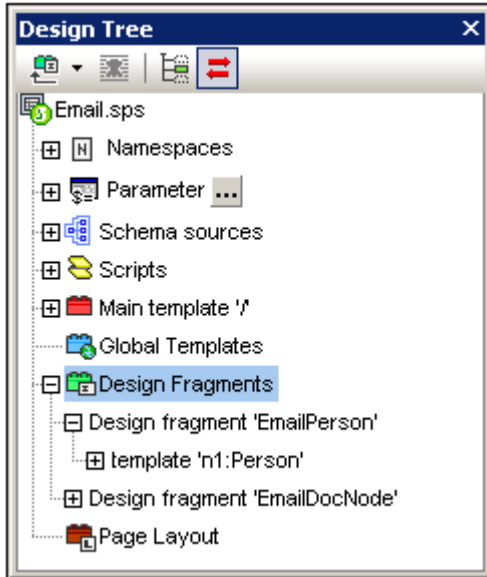 Design Tree
Email.sps
Namespaces
Parameter ...
Schema sources
Scripts
Main template '/'
Global Templates
Design Fragments
Design fragment 'EmailPerson'
template 'n1:Person'
Design fragment 'EmailDocNode'
Page Layout